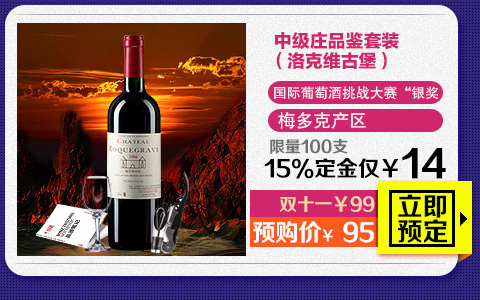 中级庄品鉴套装
(洛克维古堡)
国际葡萄酒挑战大赛“银奖
梅多克产区
限量100支
15%定金仅¥14
双十一¥99
预购价¥ 95
立即
预定
CHATEAU
ROQUEGRAVE
2006